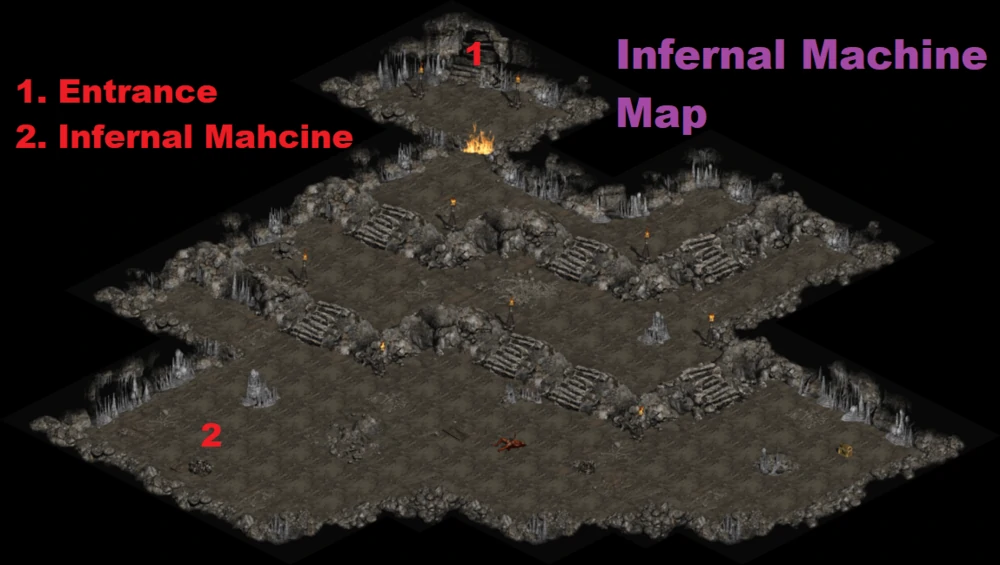 1
Infernal Machine
Map
1. Entrance
2. Infernal Mahcine
2